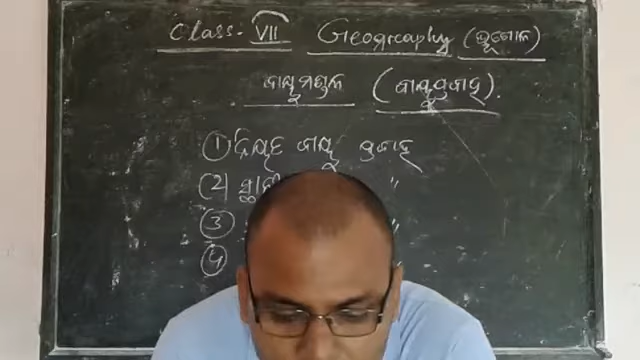 Class- VII Geography (ଭୂଗୋଳ)
ବାୟୁମଣ୍ଡଳ (ବାୟୁପ୍ରବାହ).
① ନିୟତ ବାୟୁ ପ୍ରବାହ
(2) "
③ "
④